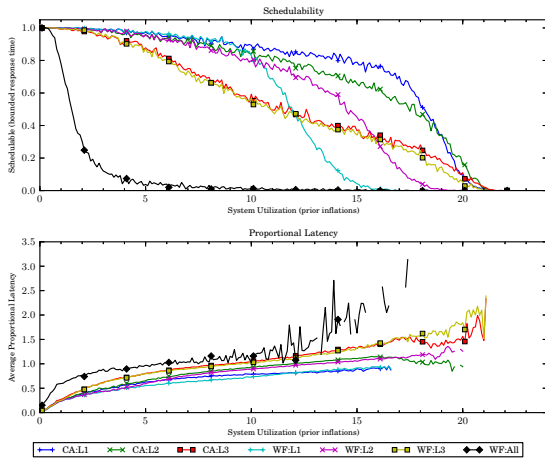 Schedulability
Schedulable (bounded response time)
1.0
0.8
0.6
0.4
0.2
0.0
0 5 10 15 20
System Utilization (prior inflations)
Proportional Latency
Average Proportional Latency
3.5
3.0
2.5
2.0
1.5
1.0
0.5
0.0
0 5 10 15 20
System Utilization (prior inflations)
CA:L1 CA:L2 CA:L3 WF:L1 WF:L2 WF:L3 WF:All